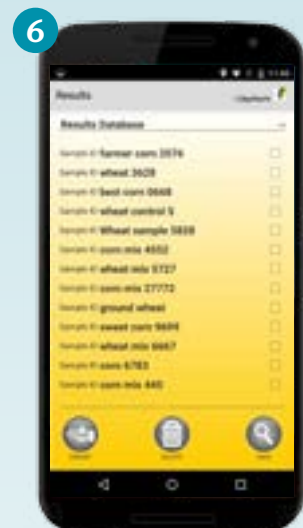 6
Results
Results Database
Sample ID farmer corn 3576
Sample ID wheat 3628
Sample ID best corn 0668
Sample ID wheat control 5
Sample ID Wheat sample 5828
Sample ID corn mix 4552
Sample ID wheat mix 5727
Sample ID corn mix 27772
Sample ID ground wheat
Sample ID sweet corn 9699
Sample ID wheat mix 6667
Sample ID corn 6783
Sample ID corn mix 445